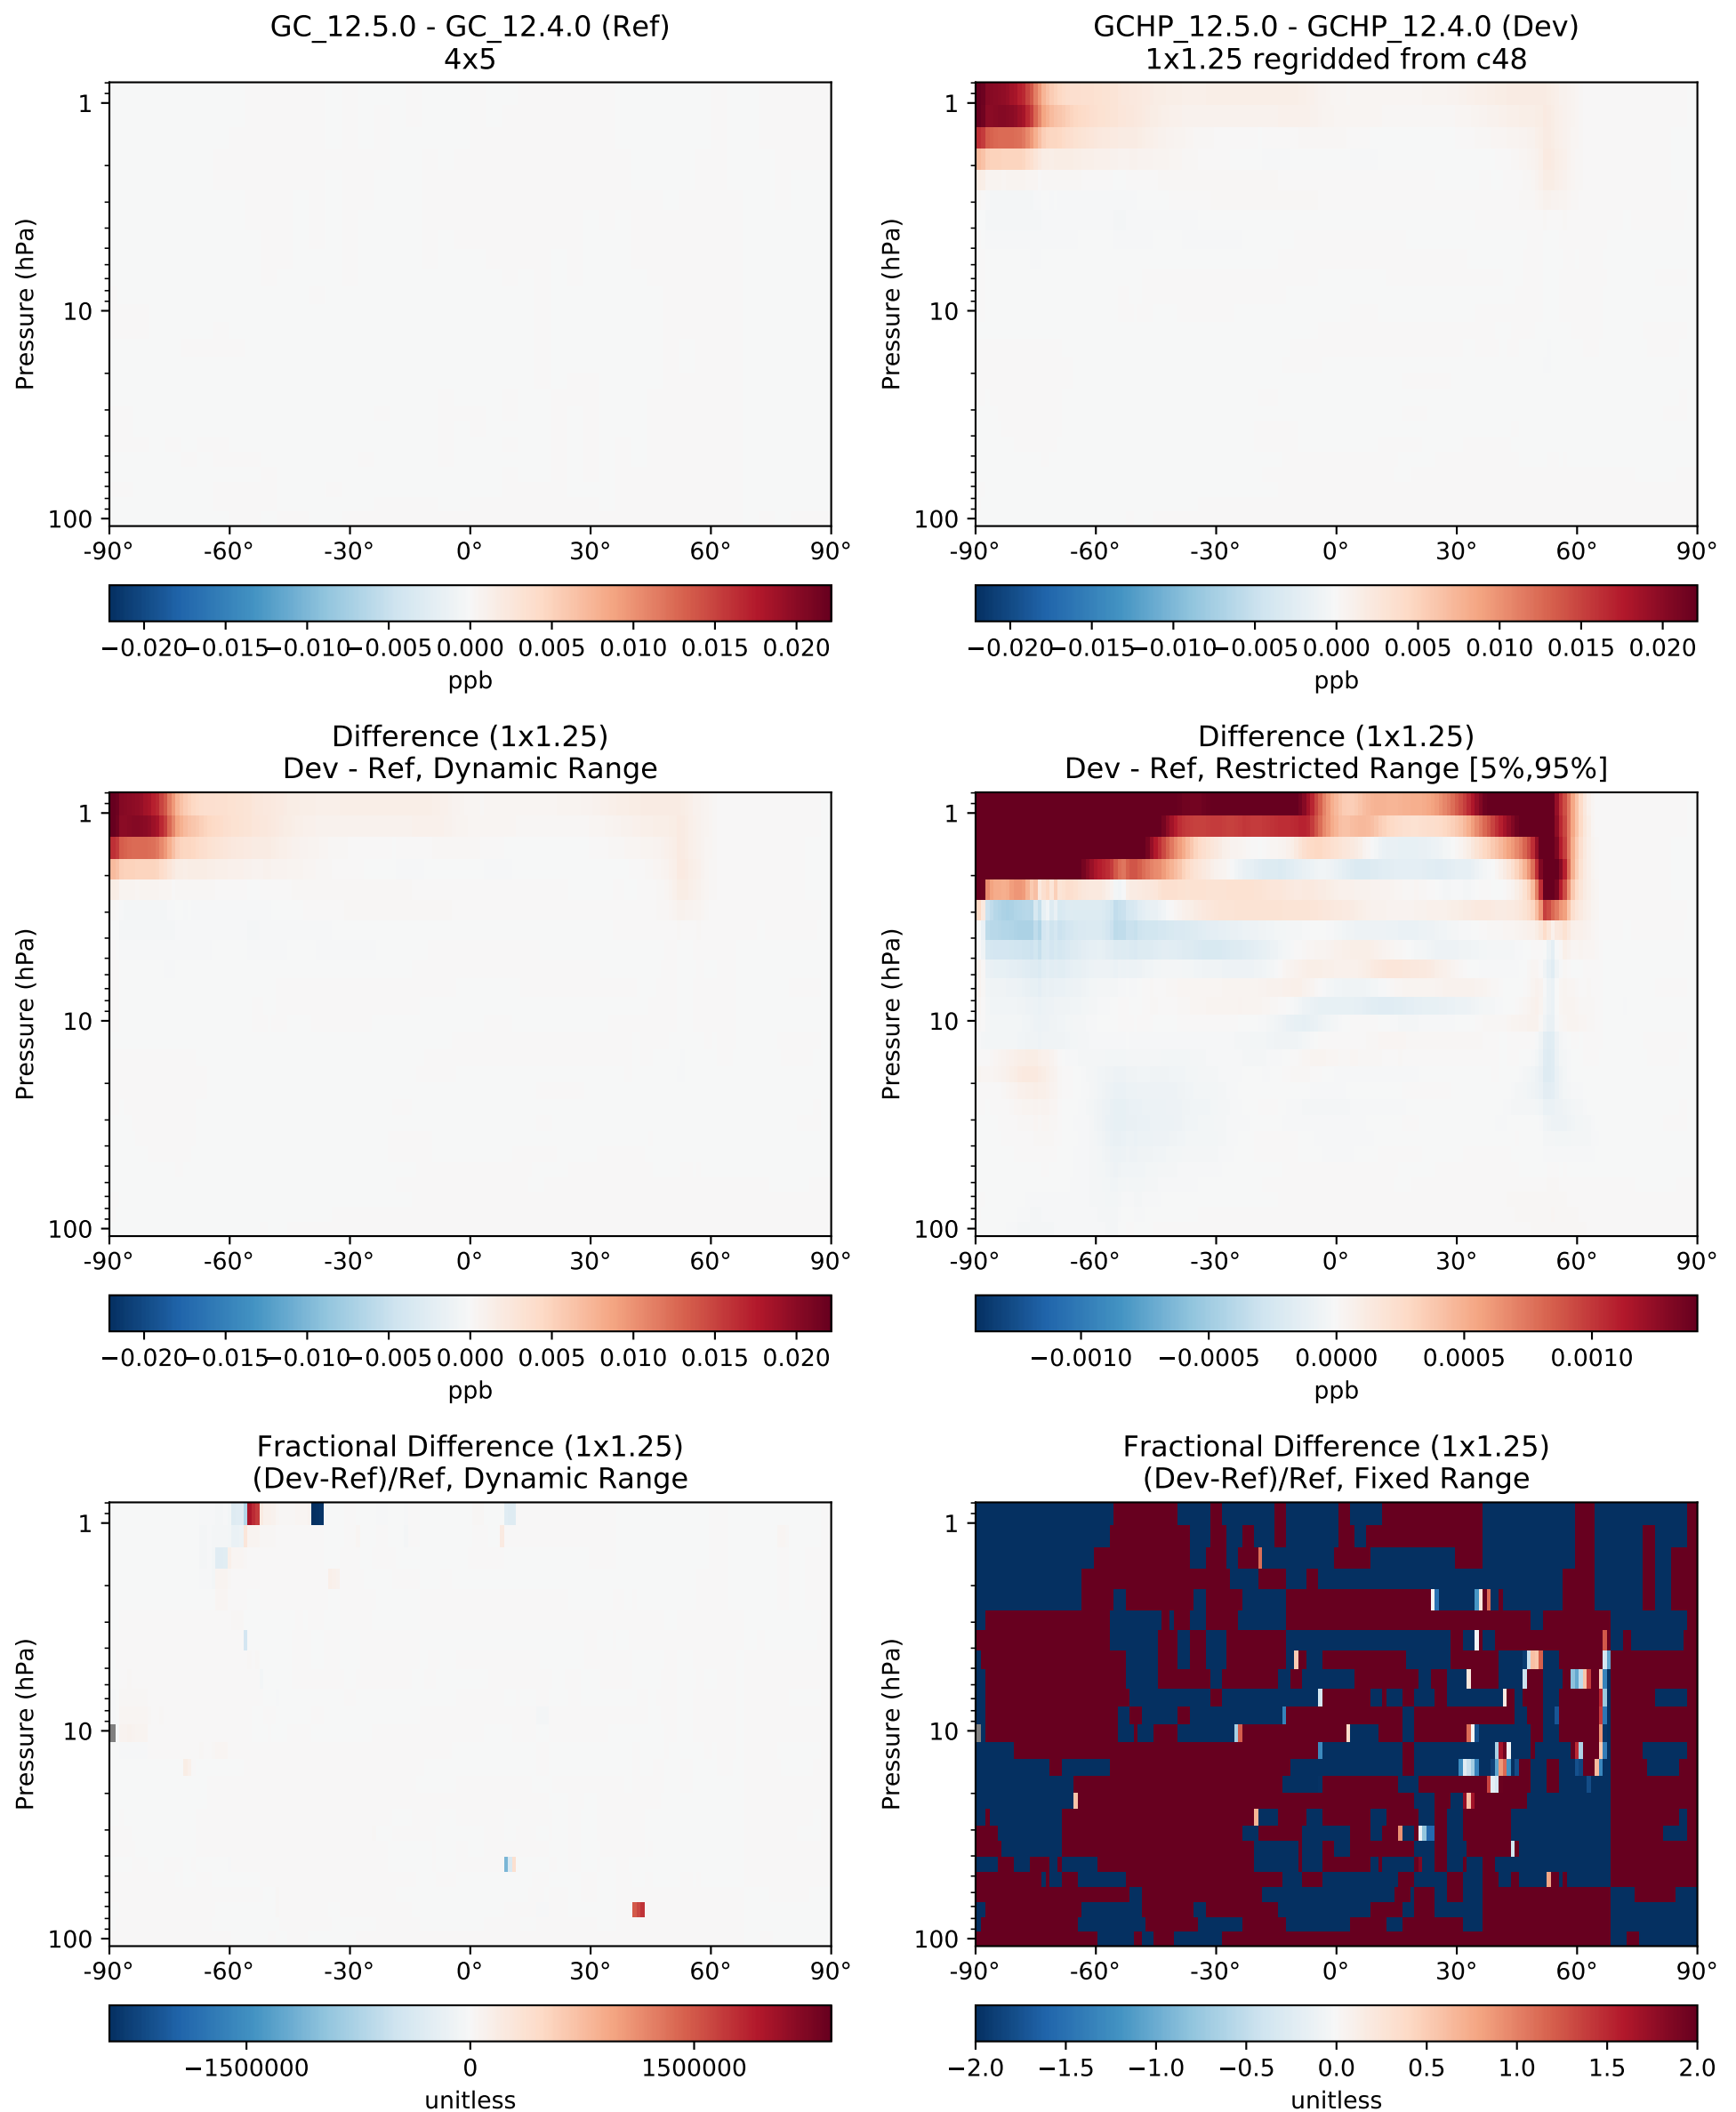 GC_12.5.0 - GC_12.4.0 (Ref)
4x5
1
10
100
Pressure (hPa)
-90° -60° -30° 0° 30° 60° 90°
−0.020 −0.015 −0.010 −0.005 0.000 0.005 0.010 0.015 0.020
ppb
GCHP_12.5.0 - GCHP_12.4.0 (Dev)
1x1.25 regridded from c48
1
10
100
Pressure (hPa)
-90° -60° -30° 0° 30° 60° 90°
−0.020 −0.015 −0.010 −0.005 0.000 0.005 0.010 0.015 0.020
ppb
Difference (1x1.25)
Dev - Ref, Dynamic Range
1
10
100
Pressure (hPa)
-90° -60° -30° 0° 30° 60° 90°
−0.020 −0.015 −0.010 −0.005 0.000 0.005 0.010 0.015 0.020
ppb
Difference (1x1.25)
Dev - Ref, Restricted Range [5%,95%]
1
10
100
Pressure (hPa)
-90° -60° -30° 0° 30° 60° 90°
−0.0010 −0.0005 0.0000 0.0005 0.0010
ppb
Fractional Difference (1x1.25)
(Dev-Ref)/Ref, Dynamic Range
1
10
100
Pressure (hPa)
-90° -60° -30° 0° 30° 60° 90°
−1500000 0 1500000
unitless
Fractional Difference (1x1.25)
(Dev-Ref)/Ref, Fixed Range
1
10
100
Pressure (hPa)
-90° -60° -30° 0° 30° 60° 90°
−2.0 −1.5 −1.0 −0.5 0.0 0.5 1.0 1.5 2.0
unitless